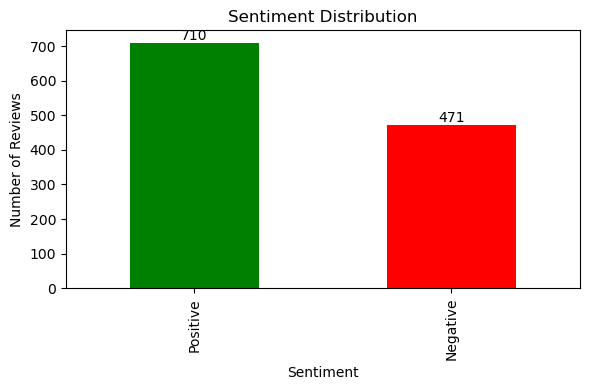 Sentiment Distribution
710
471
Number of Reviews
700
600
500
400
300
200
100
0
Positive
Negative
Sentiment